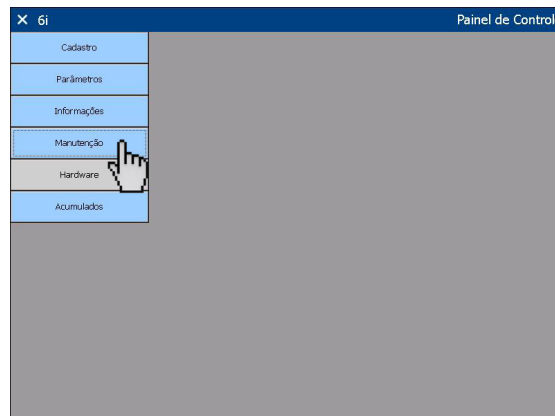 × 6i Painel de Control
Cadastro
Parâmetros
Informações
Manutenção
Hardware
Acumulados